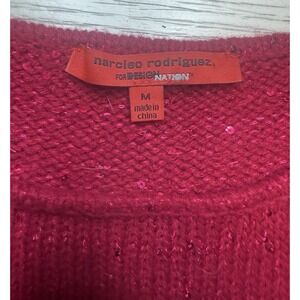 narciso rodriguez.
FOR DESIGN NATION
M
made in
china